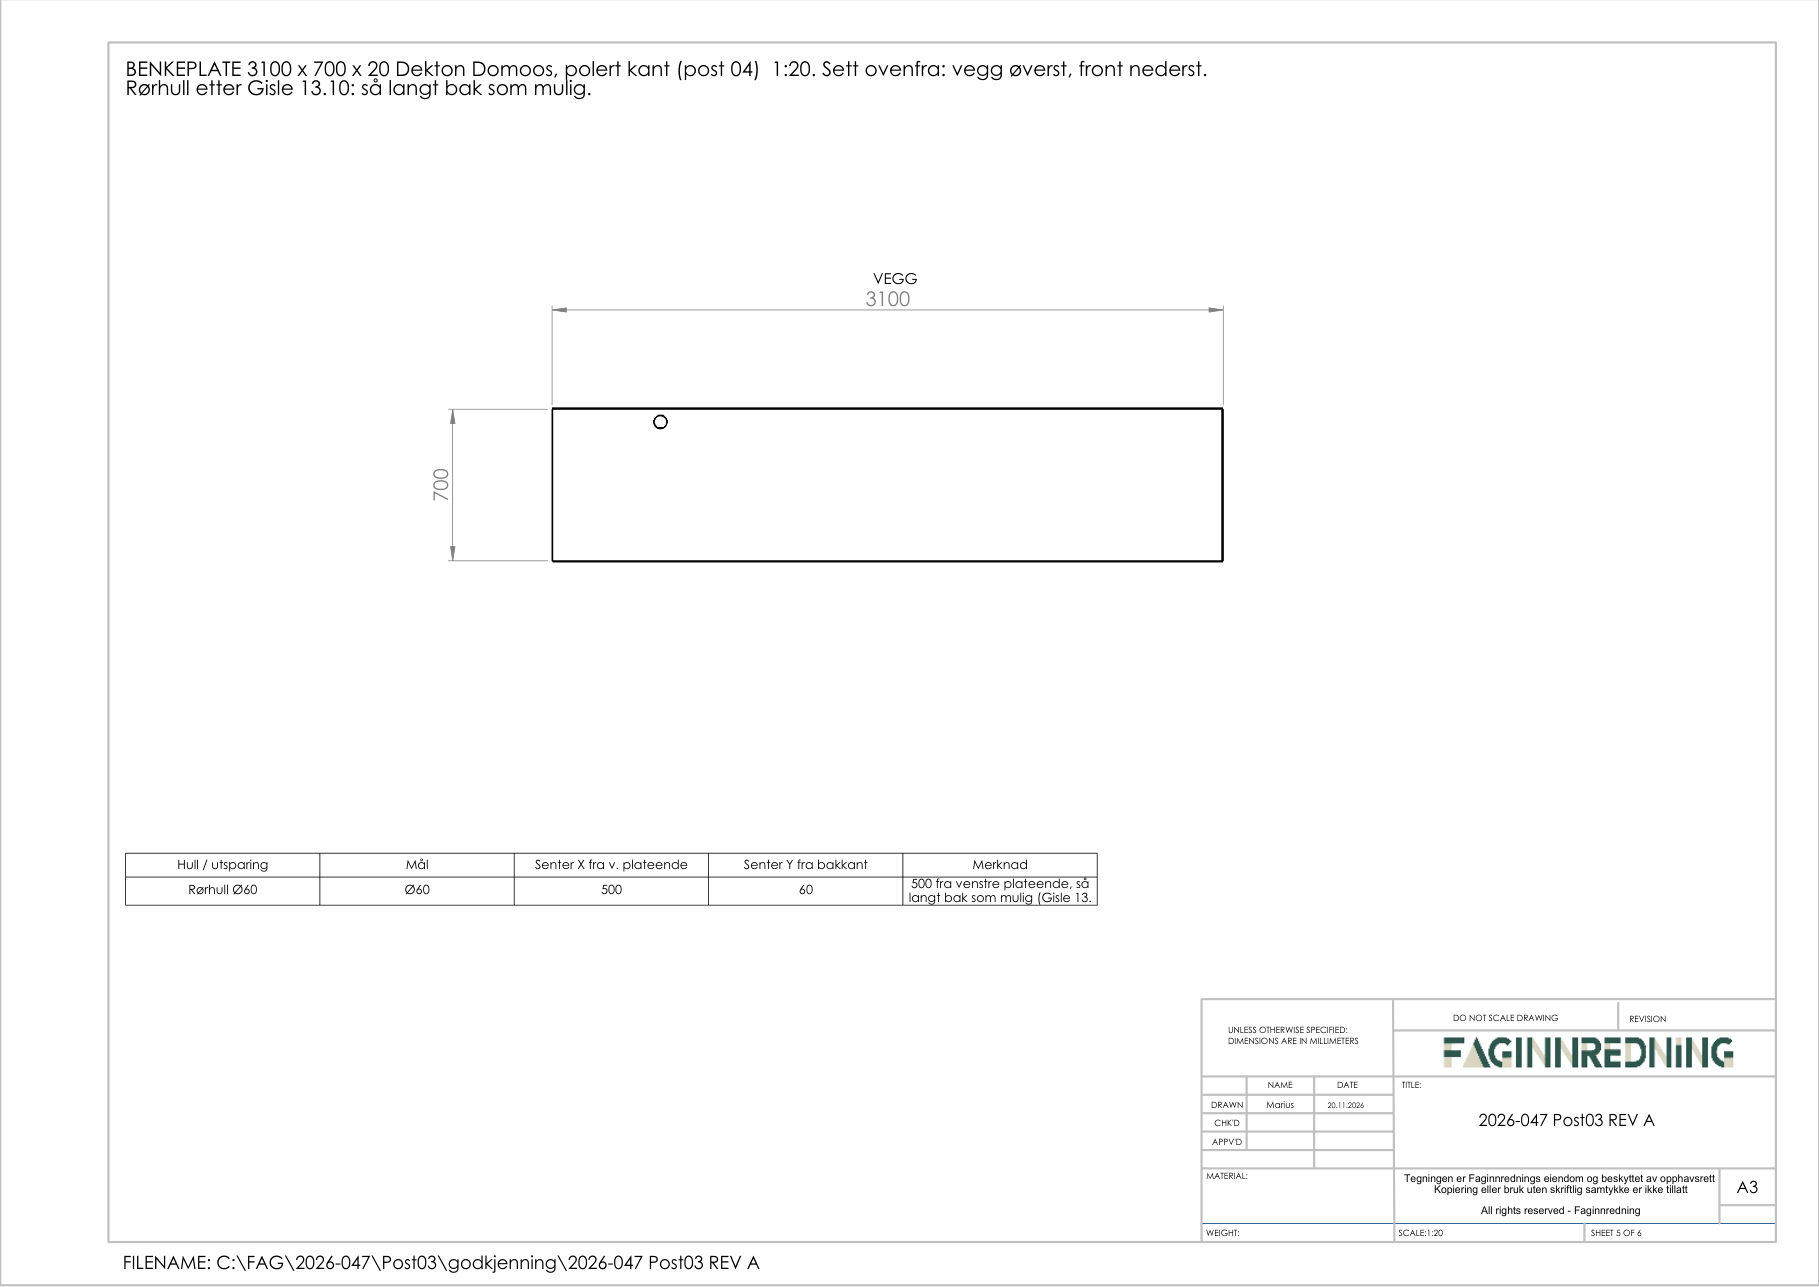 BENKEPLATE 3100 x 700 x 20 Dekton Domoos, polert kant (post 04)  1:20. Sett ovenfra: vegg øverst, front nederst.
Rørhull etter Gisle 13.10: så langt bak som mulig.
VEGG
3100
700
Hull / utsparing Mål Senter X fra v. plateende Senter Y fra bakkant Merknad
Rørhull Ø60 Ø60 500 60 500 fra venstre plateende, så
langt bak som mulig (Gisle 13.
UNLESS OTHERWISE SPECIFIED:
DIMENSIONS ARE IN MILLIMETERS
DO NOT SCALE DRAWING
REVISION
FAGINNREDNING
NAME DATE
DRAWN Marius 20.11.2026
CHK'D
APPV'D
TITLE:
2026-047 Post03 REV A
MATERIAL:
Tegningen er Faginnrednings eiendom og beskyttet av opphavsrett
Kopiering eller bruk uten skriftlig samtykke er ikke tillatt
All rights reserved - Faginnredning
A3
WEIGHT:
SCALE:1:20
SHEET 5 OF 6
FILENAME: C:\FAG\2026-047\Post03\godkjenning\2026-047 Post03 REV A